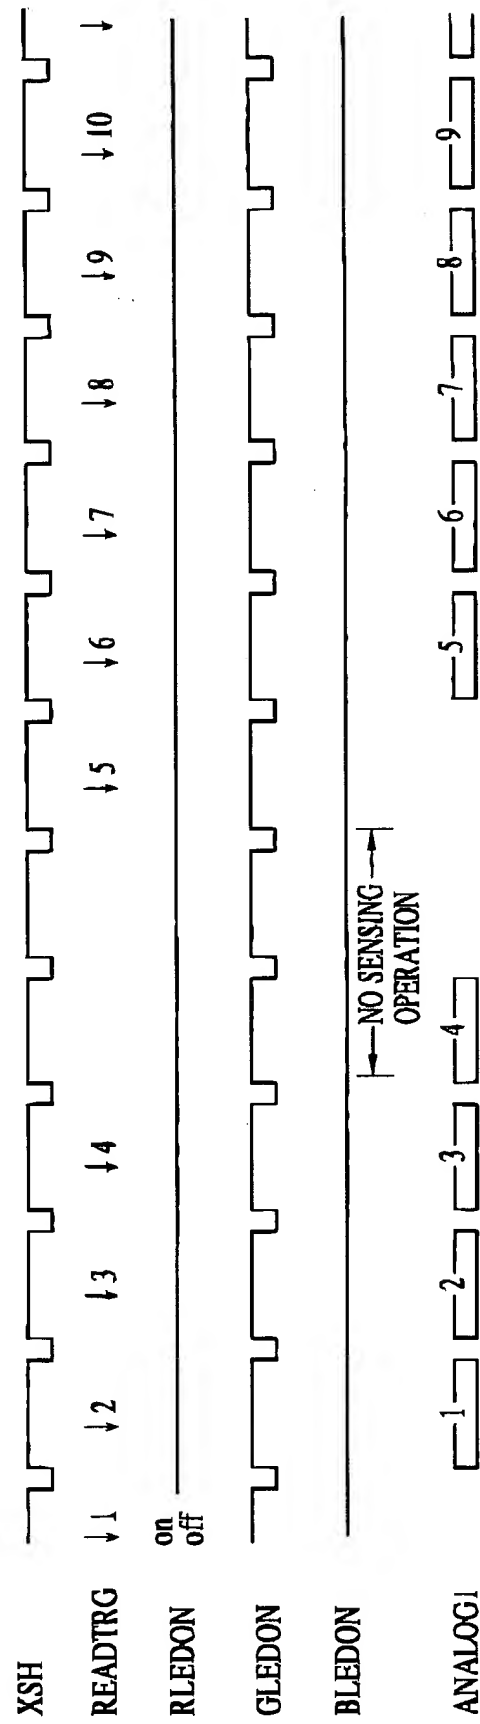 XSH
READTRG 1 2 3 4 5 6 7 8 9 10
RLEDON on
off
GLEDON
BLEDON
NO SENSING
OPERATION
ANALOG1 1 2 3 4 5 6 7 8 9